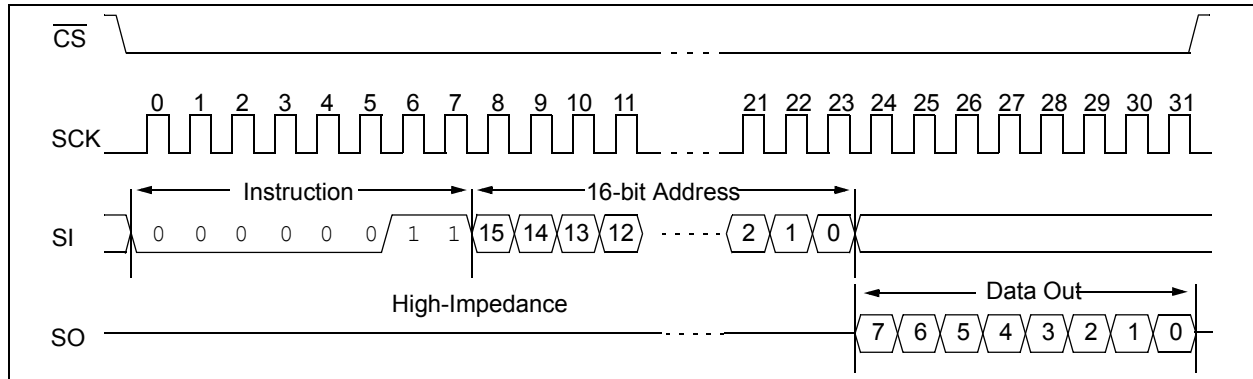 CS
0 1 2 3 4 5 6 7 8 9 10 11 21 22 23 24 25 26 27 28 29 30 31
SCK
Instruction 16-bit Address
SI 0 0 0 0 0 0 1 1 15 14 13 12 2 1 0
High-Impedance Data Out
SO 7 6 5 4 3 2 1 0